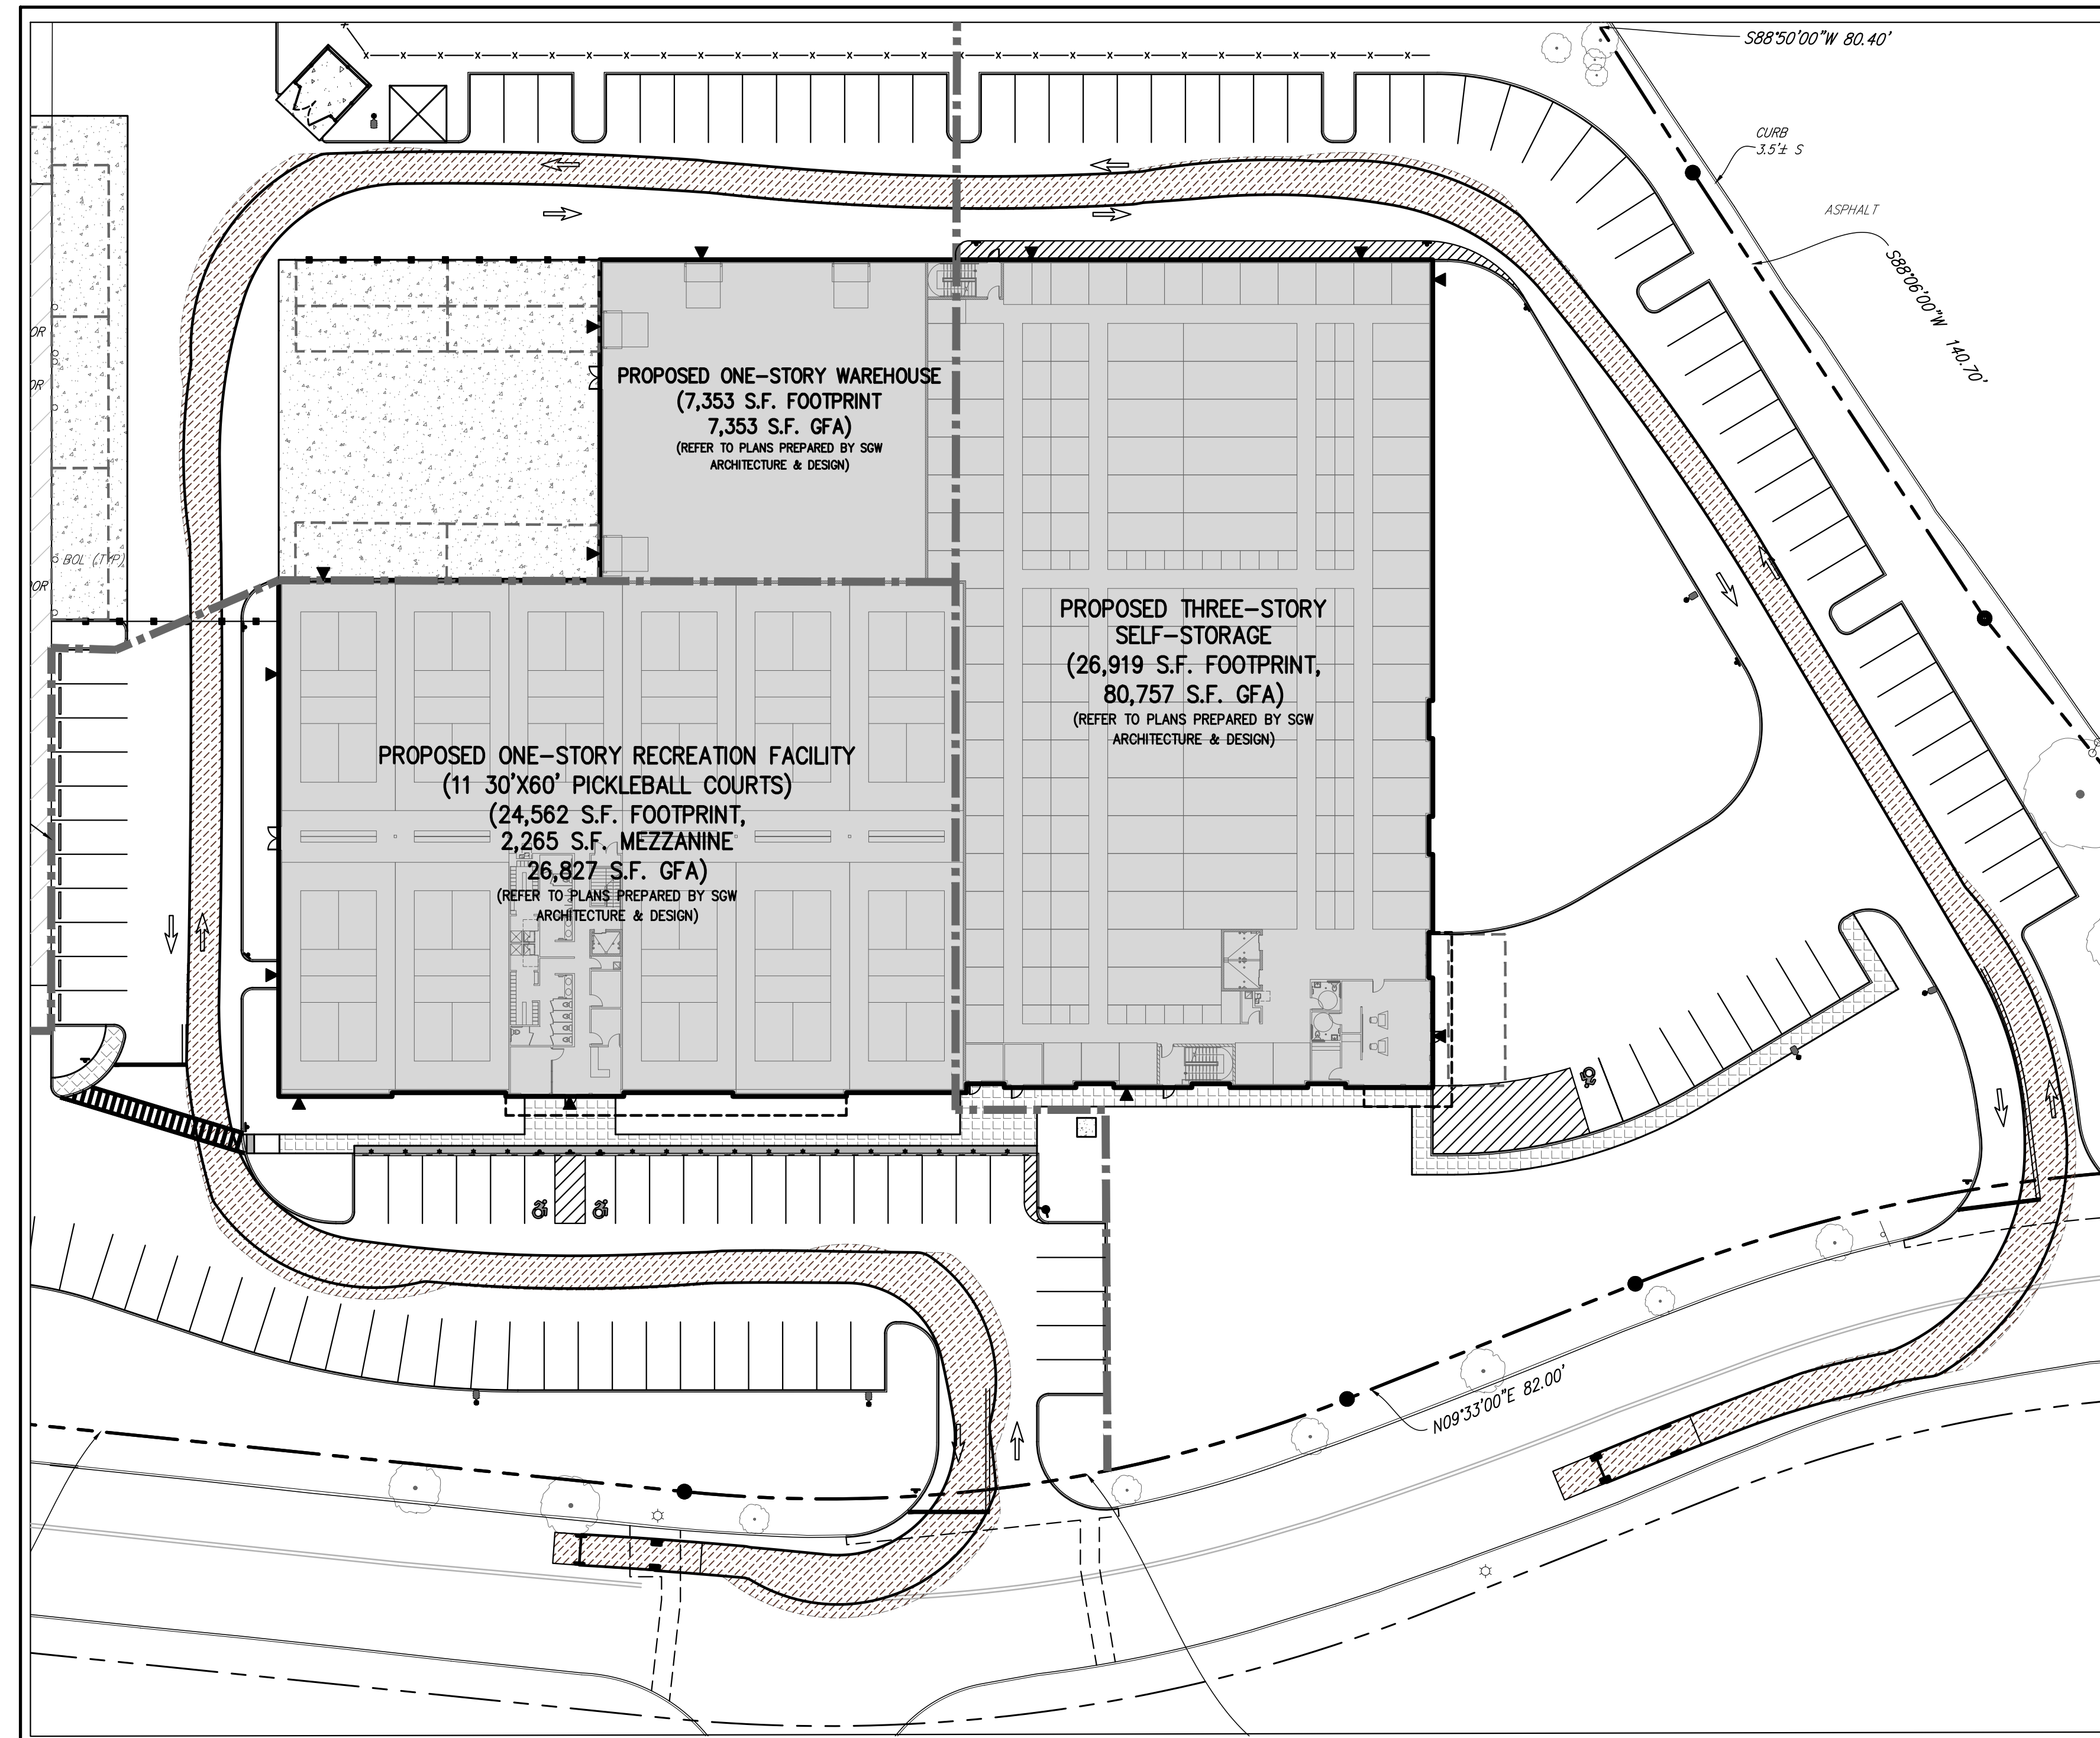 S88°50'00"W 80.40'
CURB
3.5'± S
ASPHALT
S88°06'00"W 140.70'
OR
OR
BOL (TYP)
OOR
PROPOSED ONE-STORY WAREHOUSE
(7,353 S.F. FOOTPRINT
7,353 S.F. GFA)
(REFER TO PLANS PREPARED BY SGW
ARCHITECTURE & DESIGN)
PROPOSED THREE-STORY
SELF-STORAGE
(26,919 S.F. FOOTPRINT,
80,757 S.F. GFA)
(REFER TO PLANS PREPARED BY SGW
ARCHITECTURE & DESIGN)
PROPOSED ONE-STORY RECREATION FACILITY
(11 30'X60' PICKLEBALL COURTS)
(24,562 S.F. FOOTPRINT,
2,265 S.F. MEZZANINE
26,827 S.F. GFA)
(REFER TO PLANS PREPARED BY SGW
ARCHITECTURE & DESIGN)
N09°33'00"E 82.00'